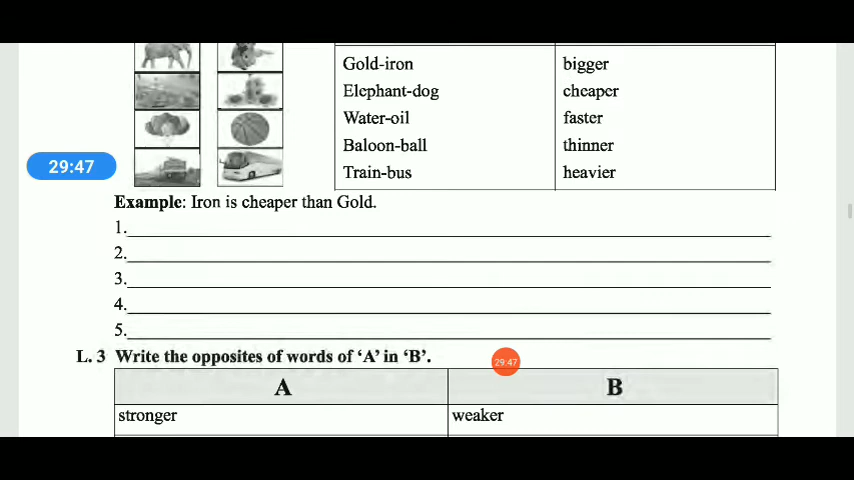 Gold-iron bigger
Elephant-dog cheaper
Water-oil faster
Baloon-ball thinner
Train-bus heavier
29:47
Example: Iron is cheaper than Gold.
1.
2.
3.
4.
5.
L. 3 Write the opposites of words of ‘A’ in ‘B’.
29:47
A B
stronger weaker